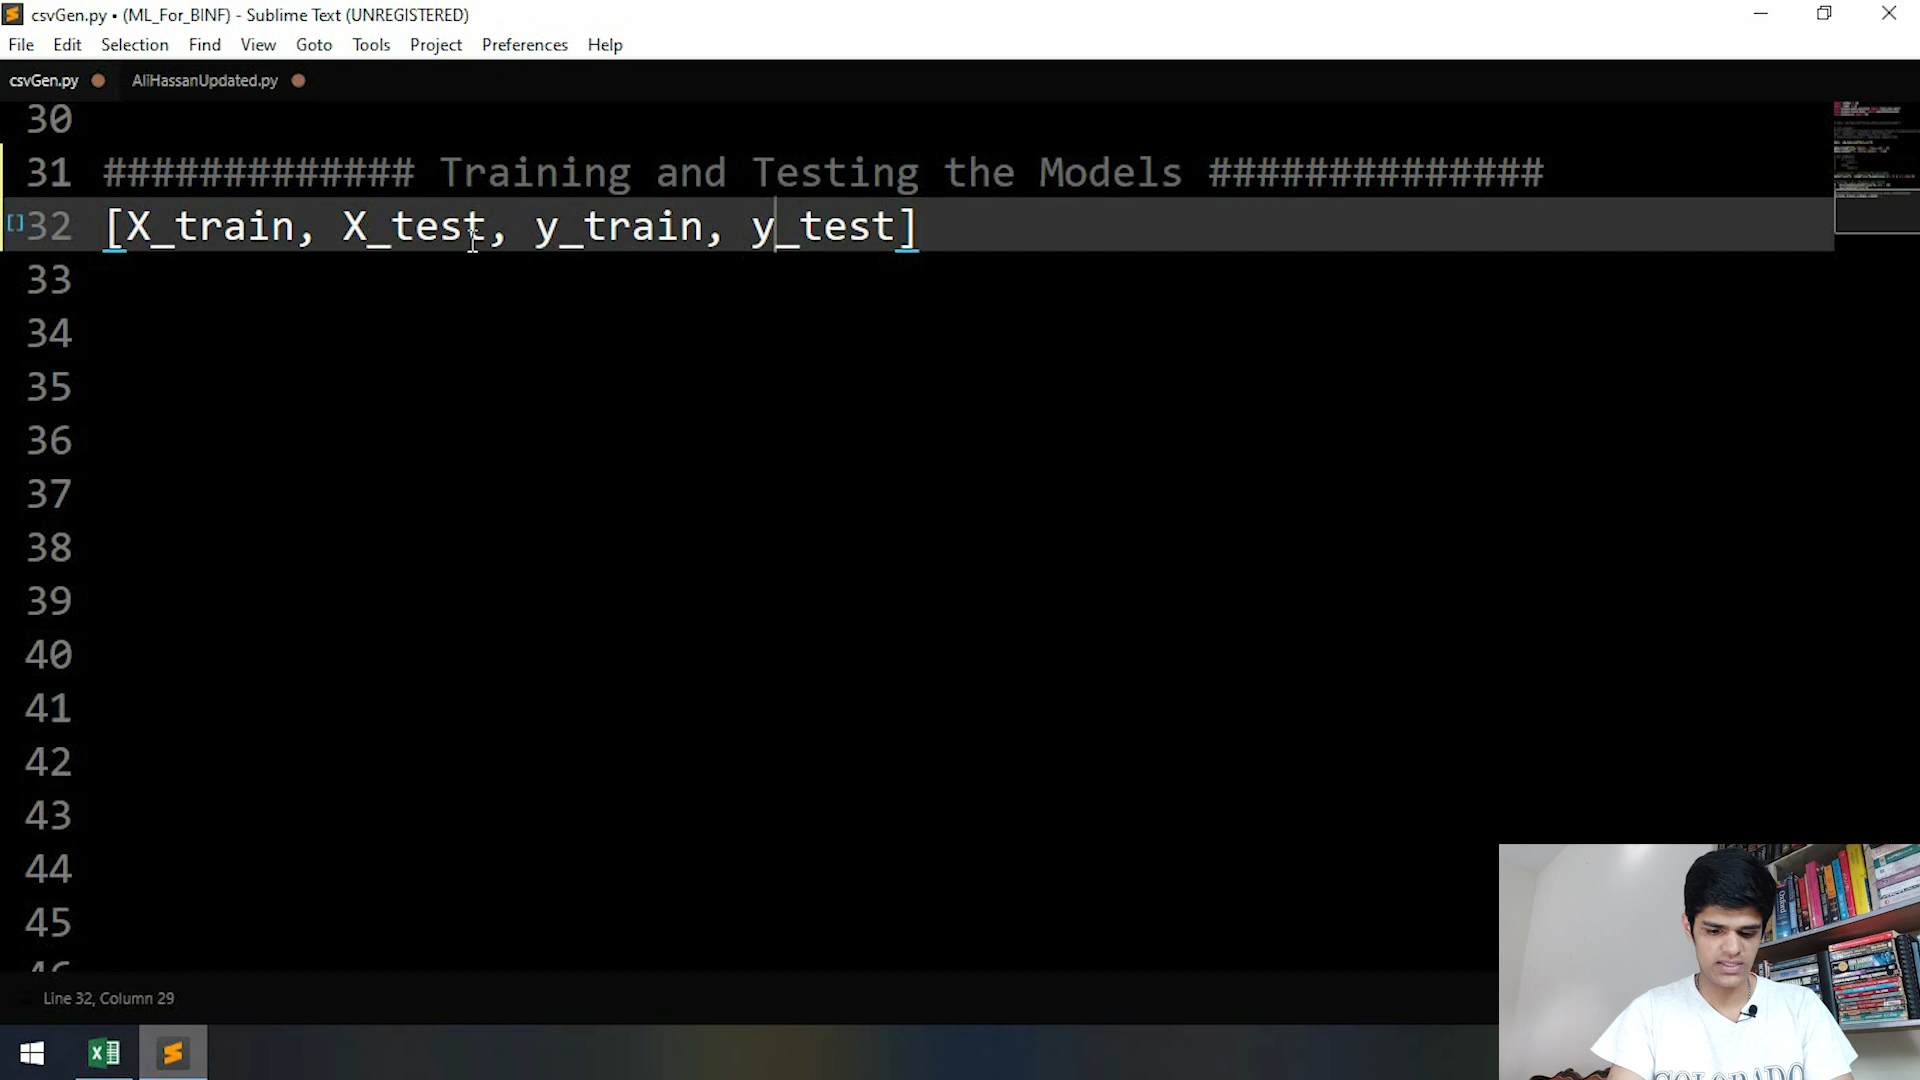 csvGen.py • (ML_For_BINF) - Sublime Text (UNREGISTERED)
File Edit Selection Find View Goto Tools Project Preferences Help
csvGen.py AliHassanUpdated.py
30
31 ############# Training and Testing the Models ##############
32 [X_train, X_test, y_train, y_test]
33
34
35
36
37
38
39
40
41
42
43
44
45
46
Line 32, Column 29
COLORADO